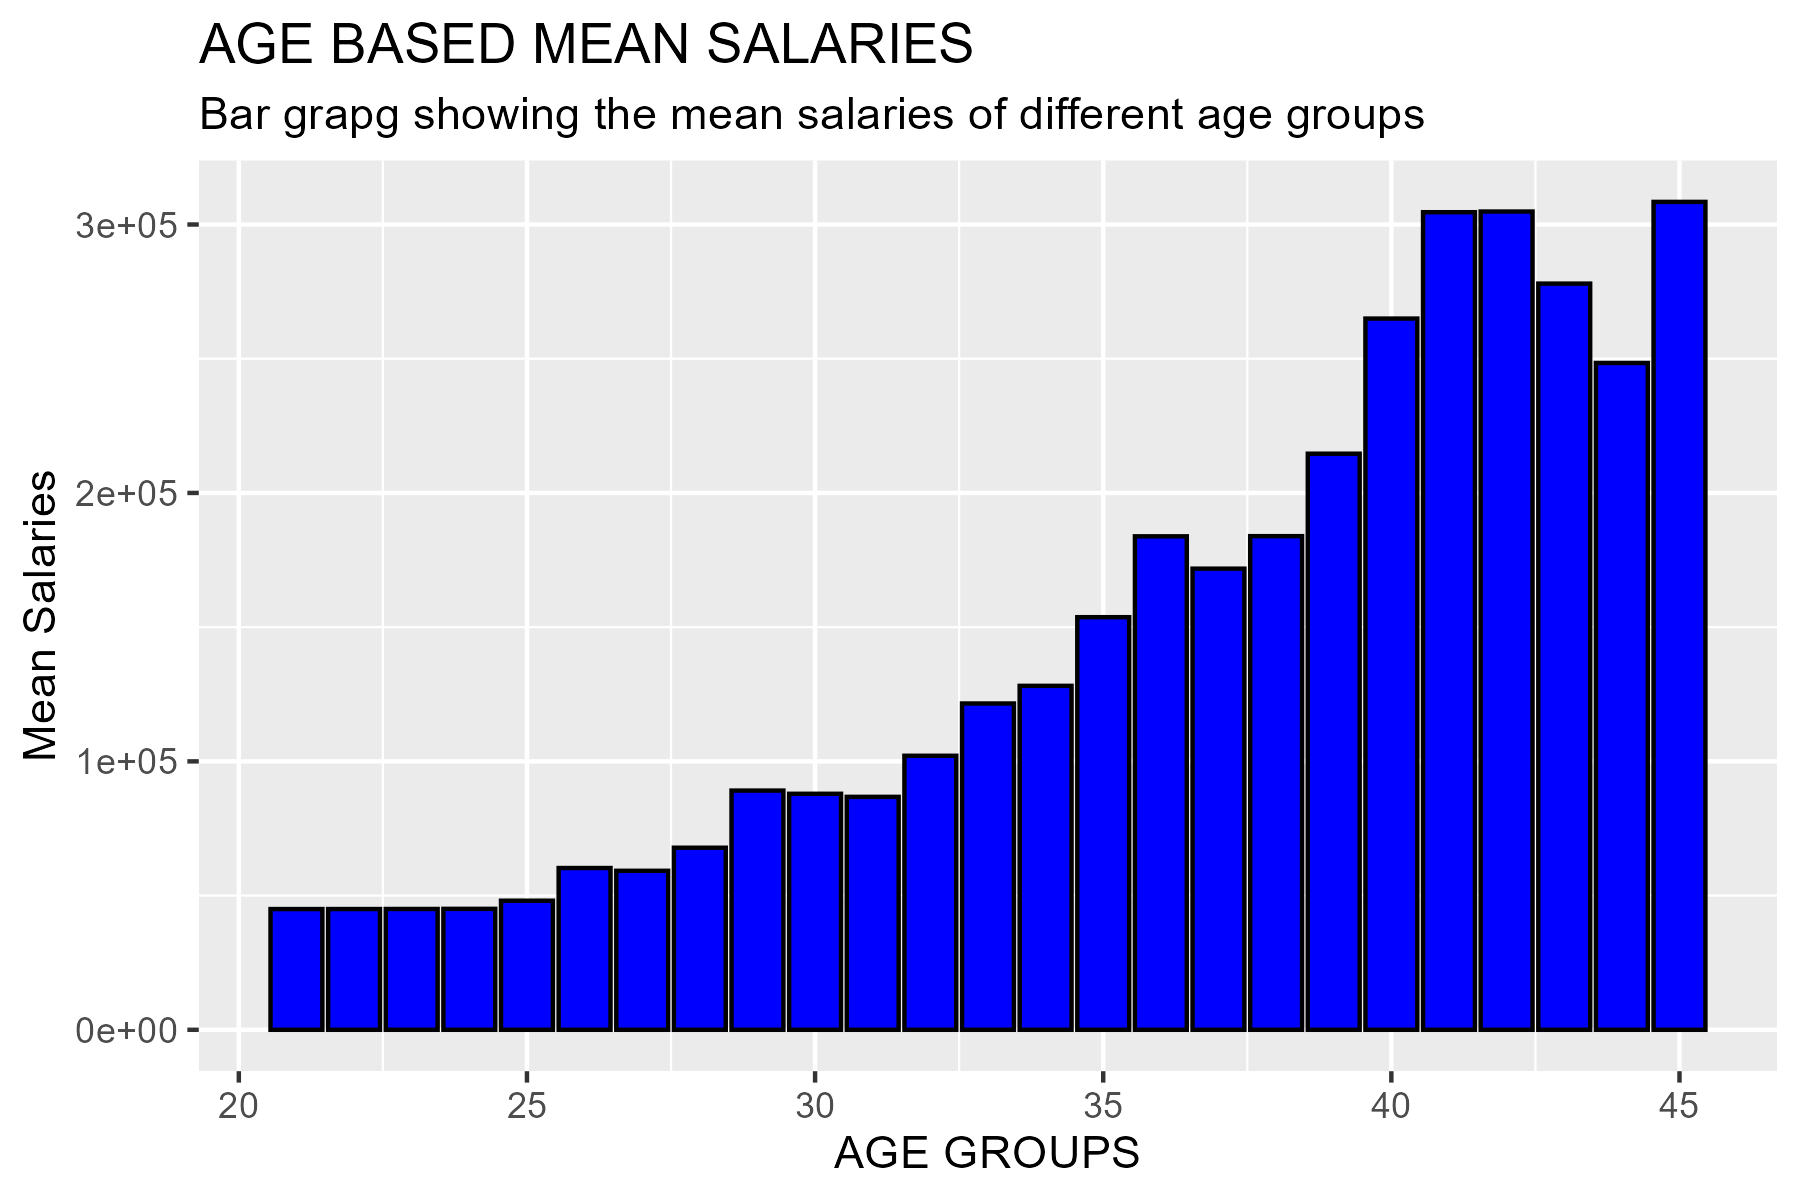 AGE BASED MEAN SALARIES
Bar grapg showing the mean salaries of different age groups
Mean Salaries
3e+05
2e+05
1e+05
0e+00
20 25 30 35 40 45
AGE GROUPS